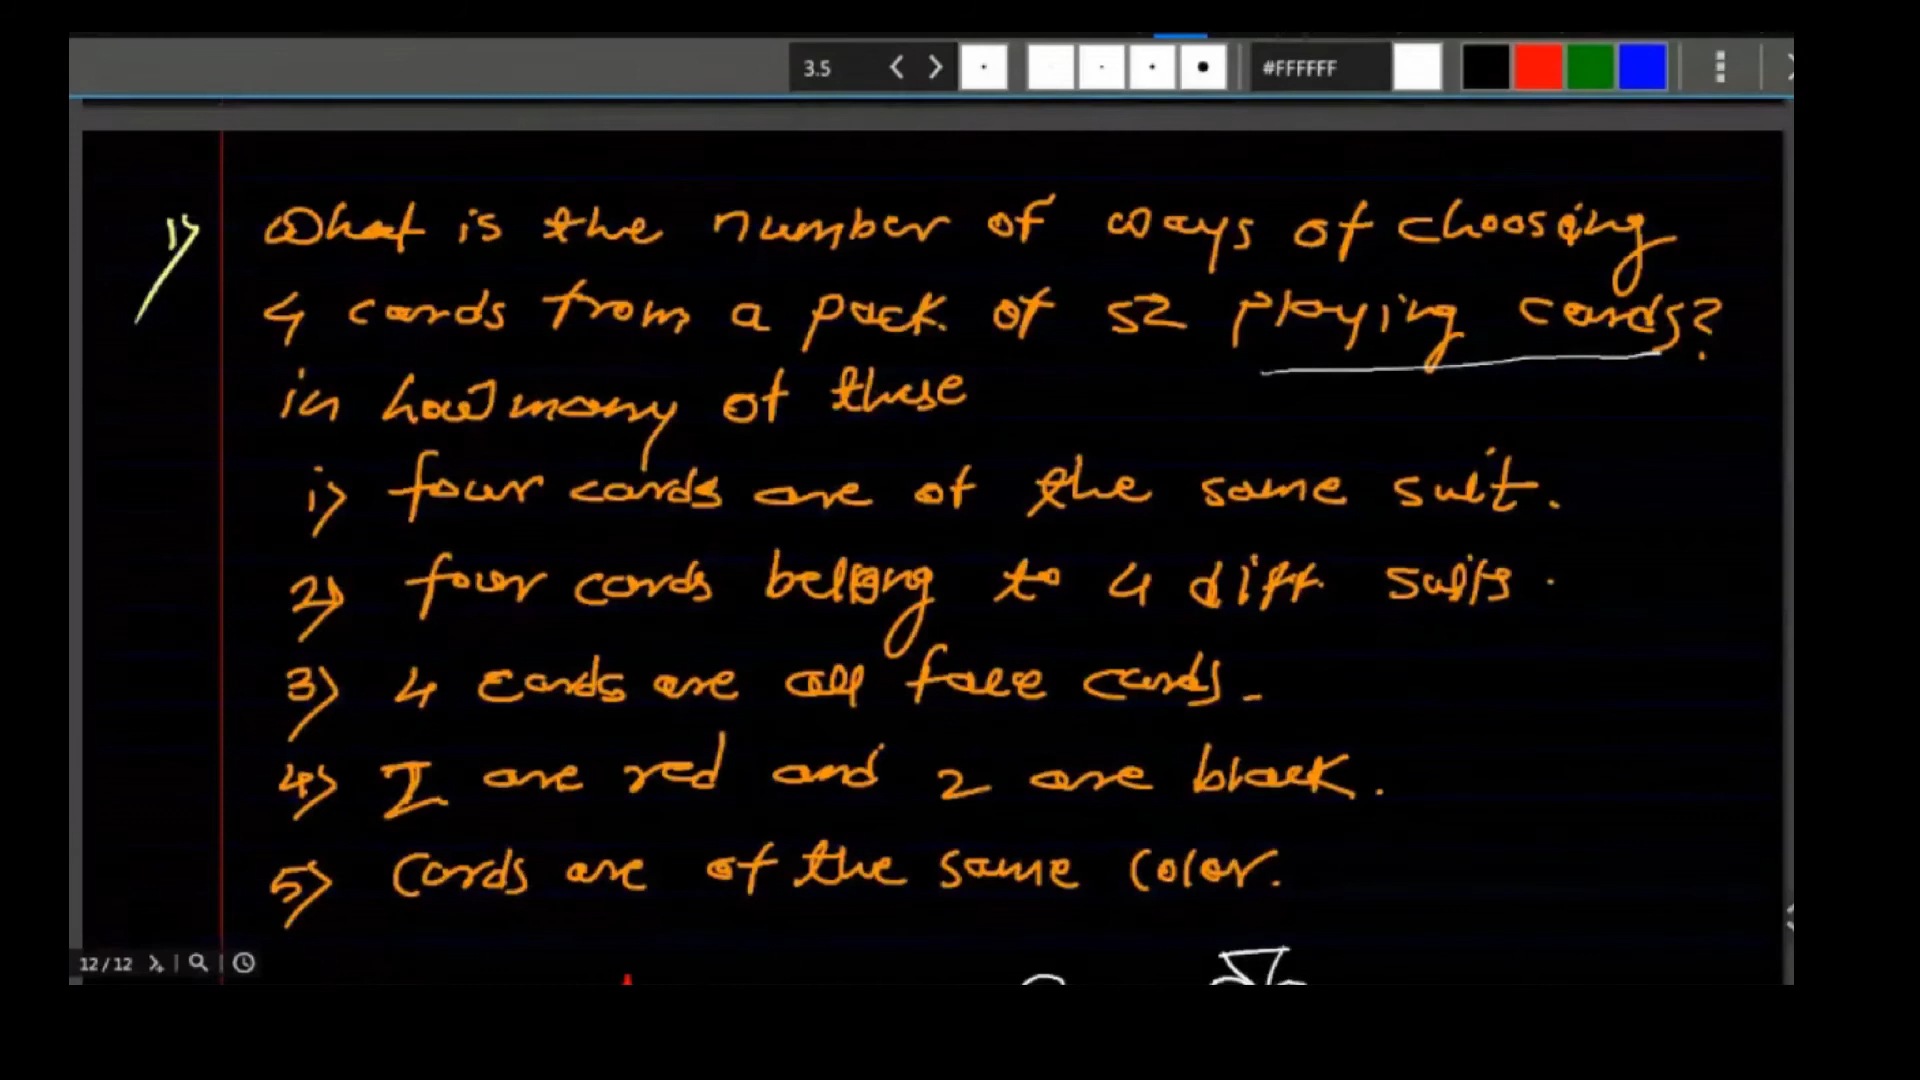 3.5
#FFFFFF
1) What is the number of ways of choosing
4 cards from a pack of 52 playing cards?
in how many of these
i) four cards are of the same suit.
2) four cards belong to 4 diff. suits.
3) 4 cards are all face cards.
4) 2 are red and 2 are black.
5) Cards are of the same color.
12/12